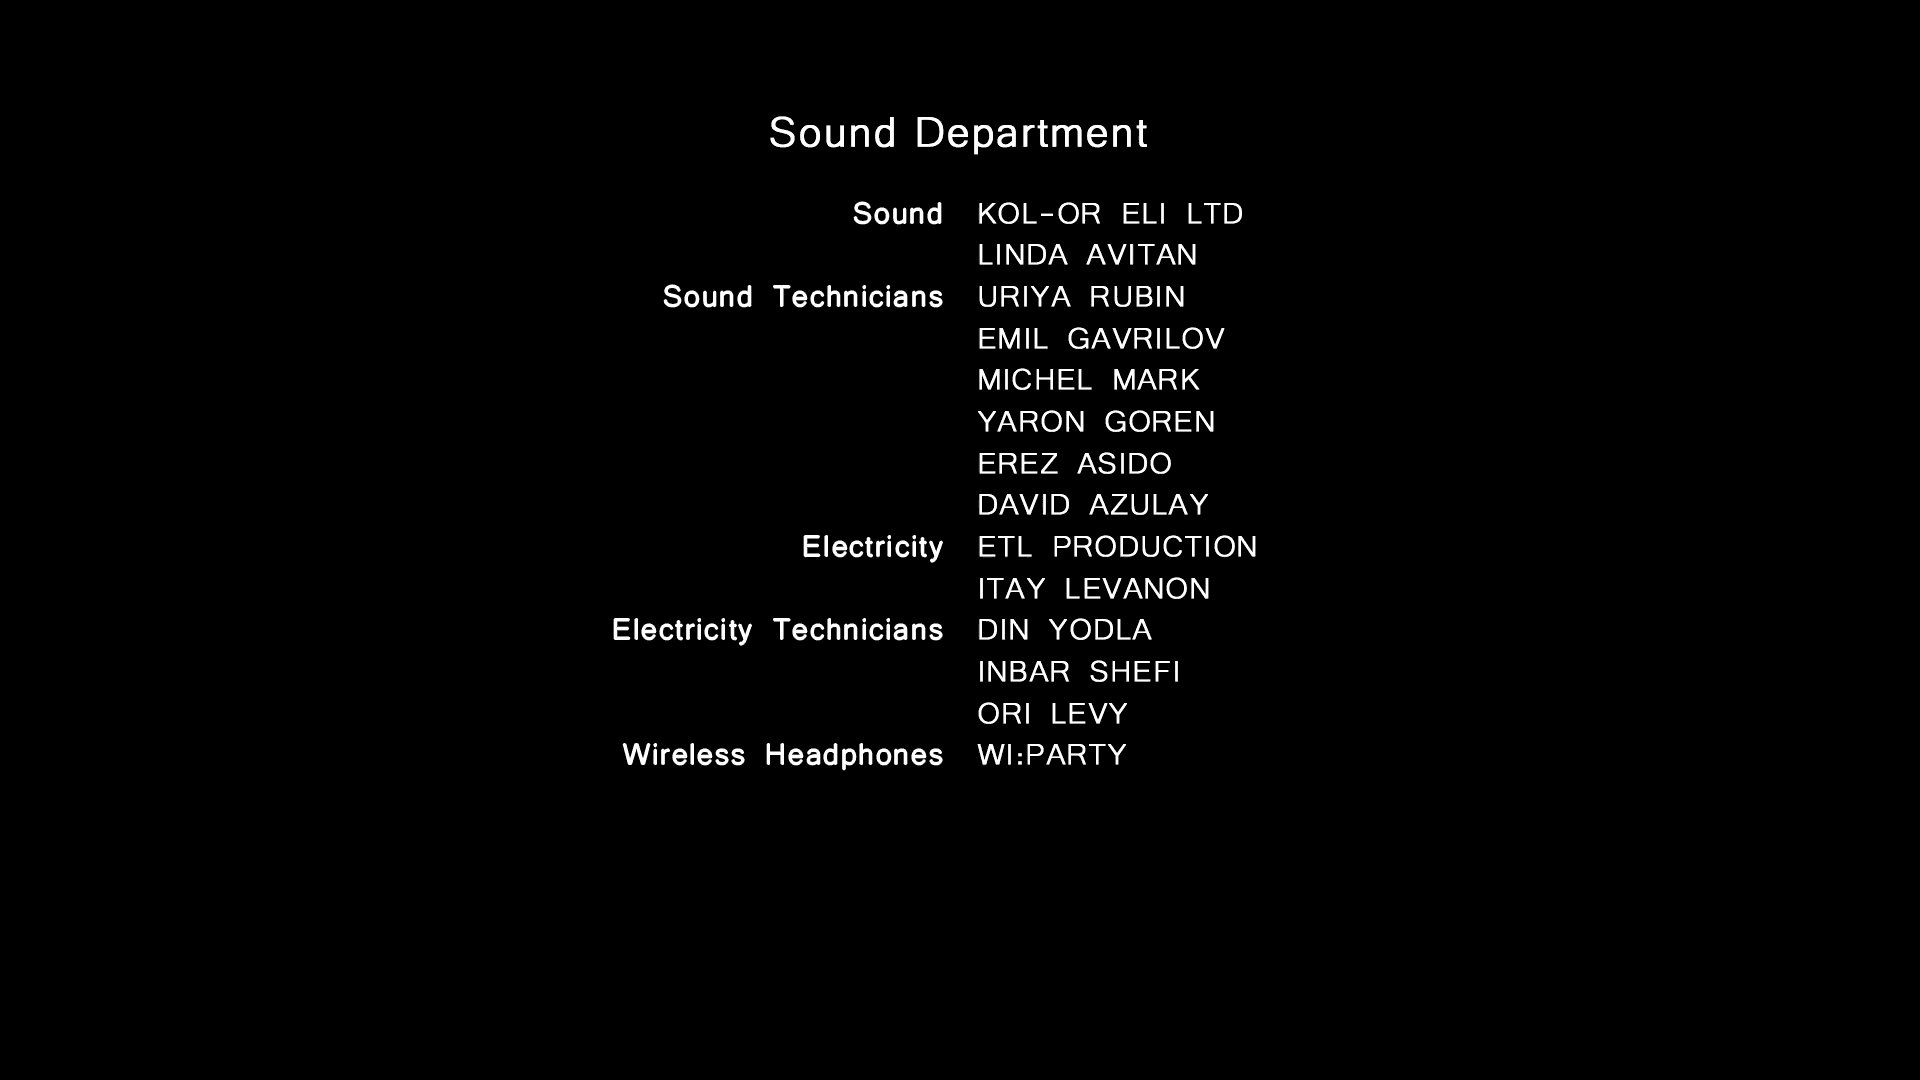 Sound Department
Sound KOL-OR ELI LTD
LINDA AVITAN
Sound Technicians URIYA RUBIN
EMIL GAVRILOV
MICHEL MARK
YARON GOREN
EREZ ASIDO
DAVID AZULAY
Electricity ETL PRODUCTION
ITAY LEVANON
Electricity Technicians DIN YODLA
INBAR SHEFI
ORI LEVY
Wireless Headphones WI:PARTY